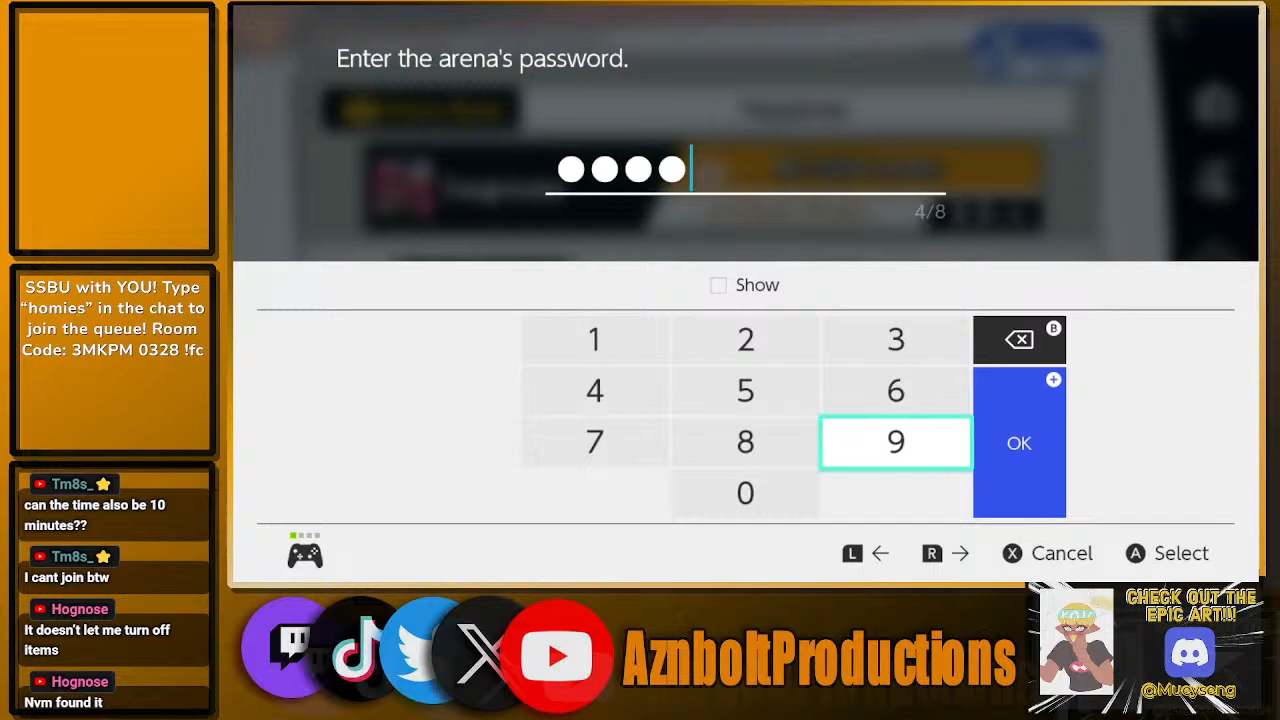 Enter the arena's password.
4/8
Show
1 2 3
B
4 5 6
7 8 9
OK
0
L ← R → X Cancel A Select
SSBU with YOU! Type
“homies” in the chat to
join the queue! Room
Code: 3MKPM 0328 !fc
Tm8s_
can the time also be 10
minutes??
Tm8s_
I cant join btw
Hognose
It doesn't let me turn off
items
Hognose
Nvm found it
AznboltProductions
CHECK OUT THE
EPIC ART!!!